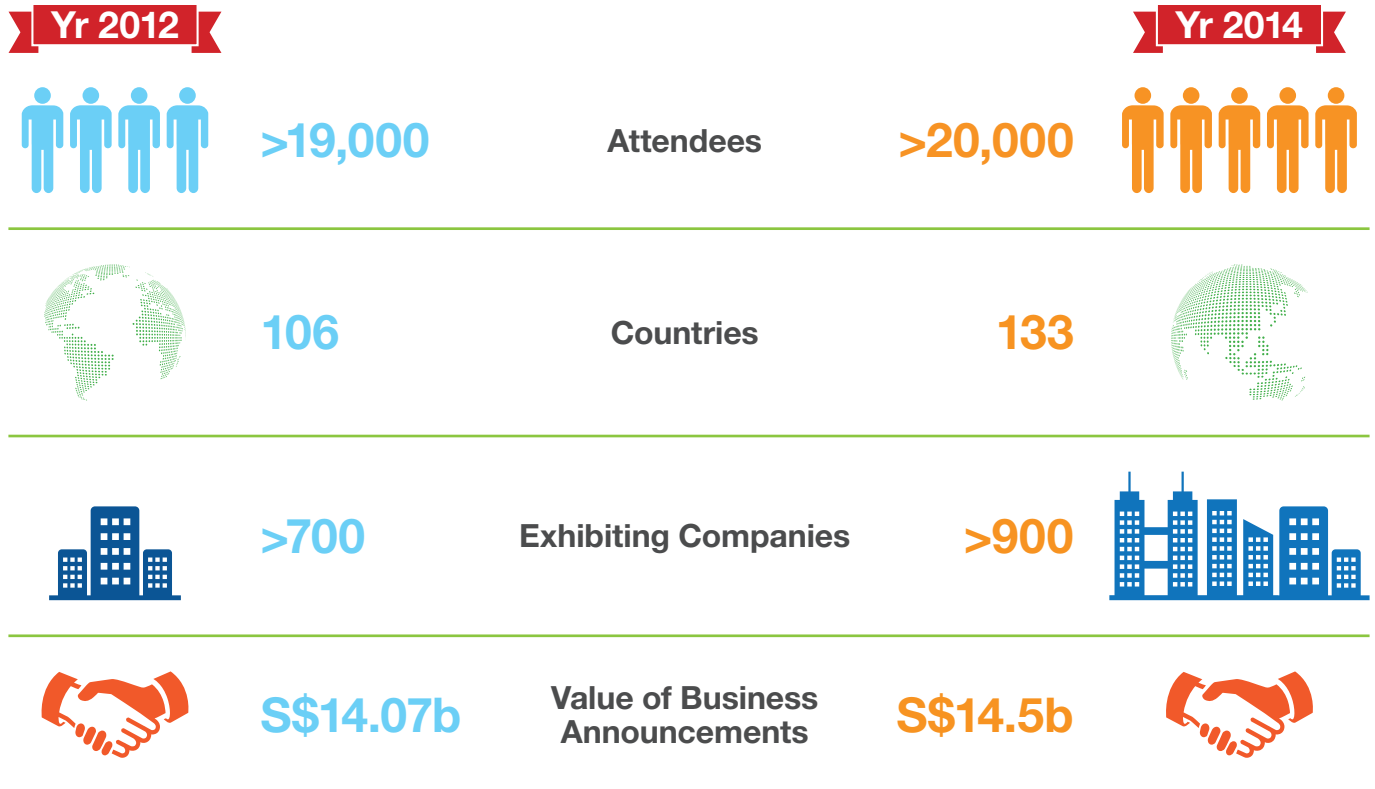 Yr 2012
Yr 2014
>19,000
Attendees
>20,000
106
Countries
133
>700
Exhibiting Companies
>900
S$14.07b
Value of Business
Announcements
S$14.5b